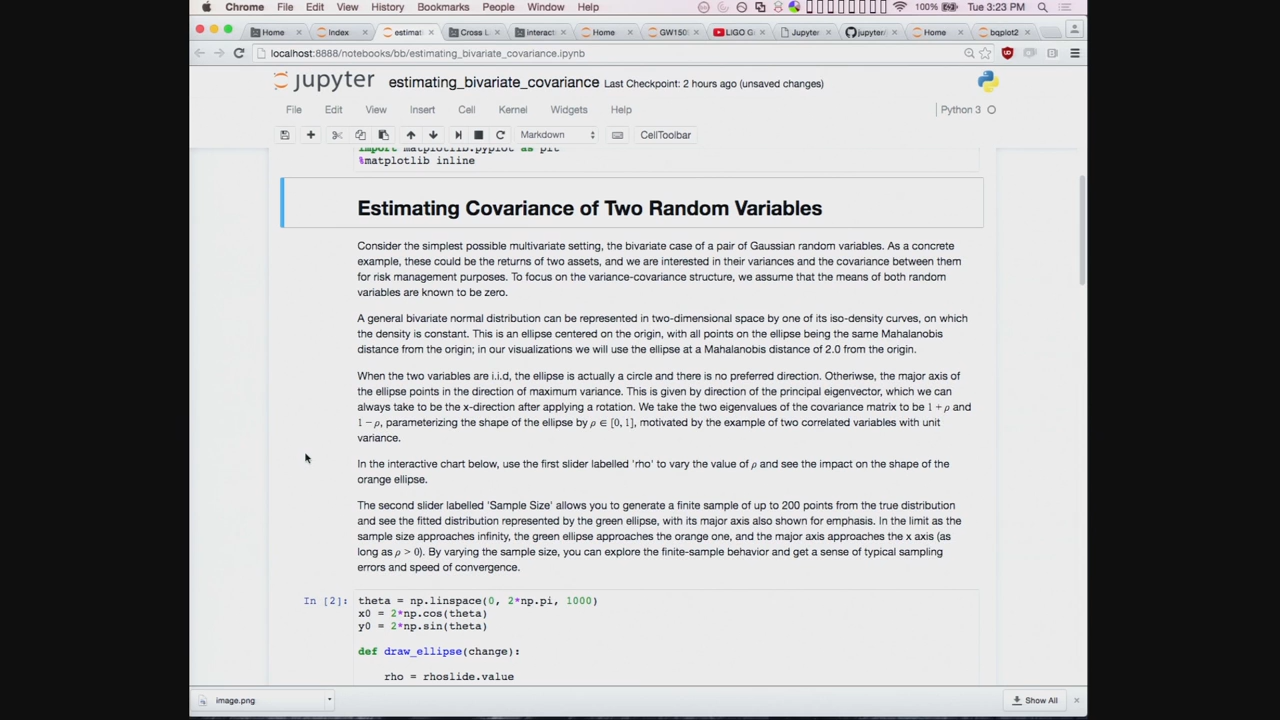 Chrome File Edit View History Bookmarks People Window Help 100% Tue 3:23 PM
Home Index estimat Cross L interact Home GW150 LIGO G Jupyter jupyter Home bqplot2
localhost:8888/notebooks/bb/estimating_bivariate_covariance.ipynb
jupyter estimating_bivariate_covariance Last Checkpoint: 2 hours ago (unsaved changes)
File Edit View Insert Cell Kernel Widgets Help Python 3
Markdown CellToolbar
import matplotlib.pyplot as plt
%matplotlib inline
Estimating Covariance of Two Random Variables
Consider the simplest possible multivariate setting, the bivariate case of a pair of Gaussian random variables. As a concrete
example, these could be the returns of two assets, and we are interested in their variances and the covariance between them
for risk management purposes. To focus on the variance-covariance structure, we assume that the means of both random
variables are known to be zero.
A general bivariate normal distribution can be represented in two-dimensional space by one of its iso-density curves, on which
the density is constant. This is an ellipse centered on the origin, with all points on the ellipse being the same Mahalanobis
distance from the origin; in our visualizations we will use the ellipse at a Mahalanobis distance of 2.0 from the origin.
When the two variables are i.i.d, the ellipse is actually a circle and there is no preferred direction. Otheriwse, the major axis of
the ellipse points in the direction of maximum variance. This is given by direction of the principal eigenvector, which we can
always take to be the x-direction after applying a rotation. We take the two eigenvalues of the covariance matrix to be 1 + ρ and
1 − ρ, parameterizing the shape of the ellipse by ρ ∈ [0, 1], motivated by the example of two correlated variables with unit
variance.
In the interactive chart below, use the first slider labelled 'rho' to vary the value of ρ and see the impact on the shape of the
orange ellipse.
The second slider labelled 'Sample Size' allows you to generate a finite sample of up to 200 points from the true distribution
and see the fitted distribution represented by the green ellipse, with its major axis also shown for emphasis. In the limit as the
sample size approaches infinity, the green ellipse approaches the orange one, and the major axis approaches the x axis (as
long as ρ > 0). By varying the sample size, you can explore the finite-sample behavior and get a sense of typical sampling
errors and speed of convergence.
In [2]: theta = np.linspace(0, 2*np.pi, 1000)
x0 = 2*np.cos(theta)
y0 = 2*np.sin(theta)
def draw_ellipse(change):
rho = rhoslide.value
image.png Show All